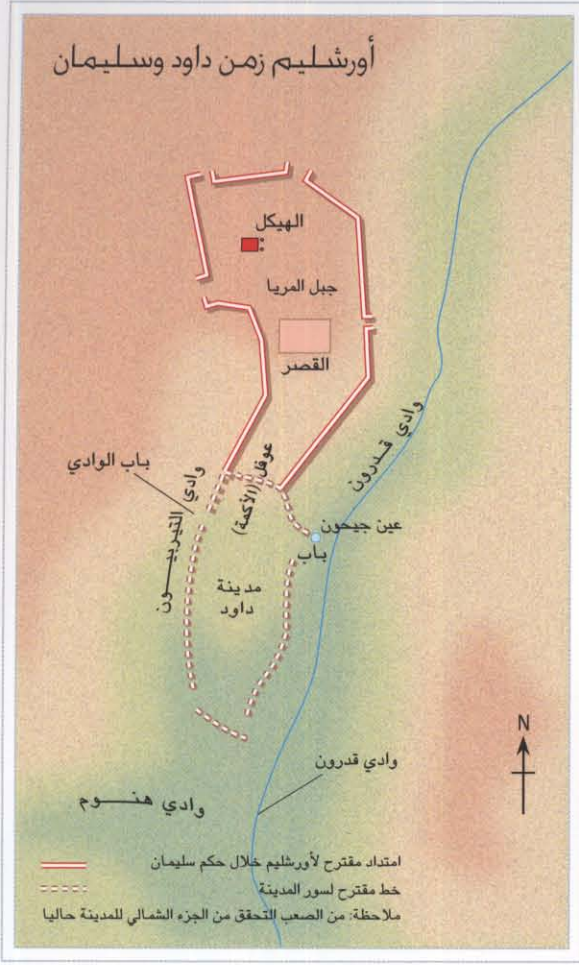 أورشليم زمن داود وسليمان
الهيكل
جبل المريا
القصر
وادي قدرون
عوفل (الأكمة)
باب الوادي
وادي التيربيـــون
عين جيحون
باب
مدينة
داود
N
وادي قدرون
وادي هنـــوم
امتداد مقترح لأورشليم خلال حكم سليمان
خط مقترح لسور المدينة
ملاحظة: من الصعب التحقق من الجزء الشمالي للمدينة حاليا